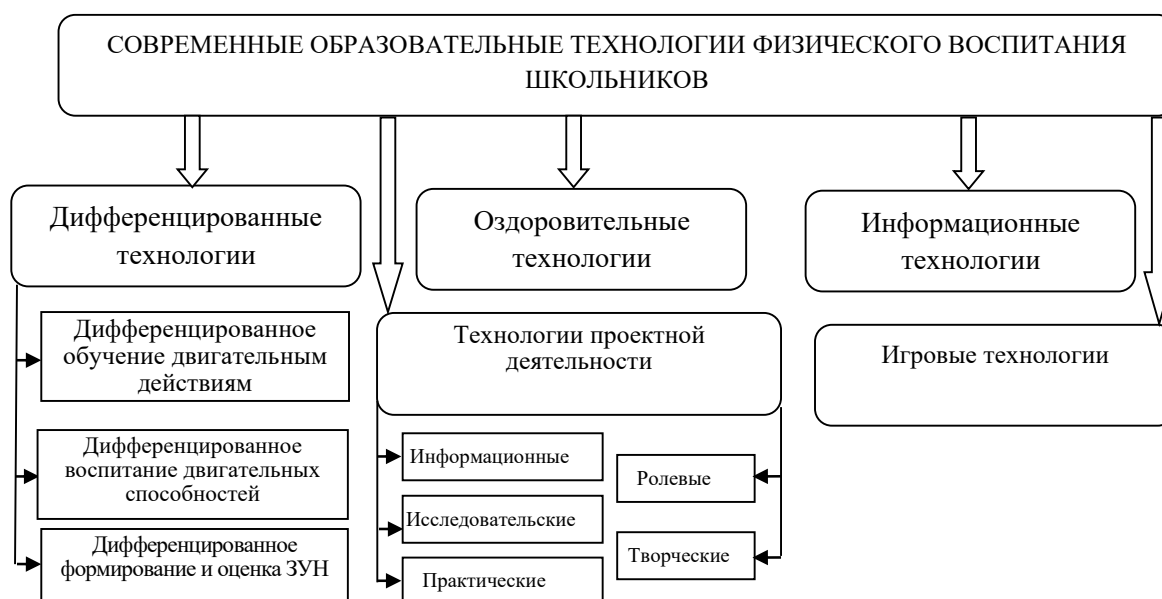 СОВРЕМЕННЫЕ ОБРАЗОВАТЕЛЬНЫЕ ТЕХНОЛОГИИ ФИЗИЧЕСКОГО ВОСПИТАНИЯ
ШКОЛЬНИКОВ
Дифференцированные
технологии
Оздоровительные
технологии
Информационные
технологии
Дифференцированное
обучение двигательным
действиям
Дифференцированное
воспитание двигательных
способностей
Дифференцированное
формирование и оценка ЗУН
Технологии проектной
деятельности
Информационные
Исследовательские
Практические
Ролевые
Творческие
Игровые технологии